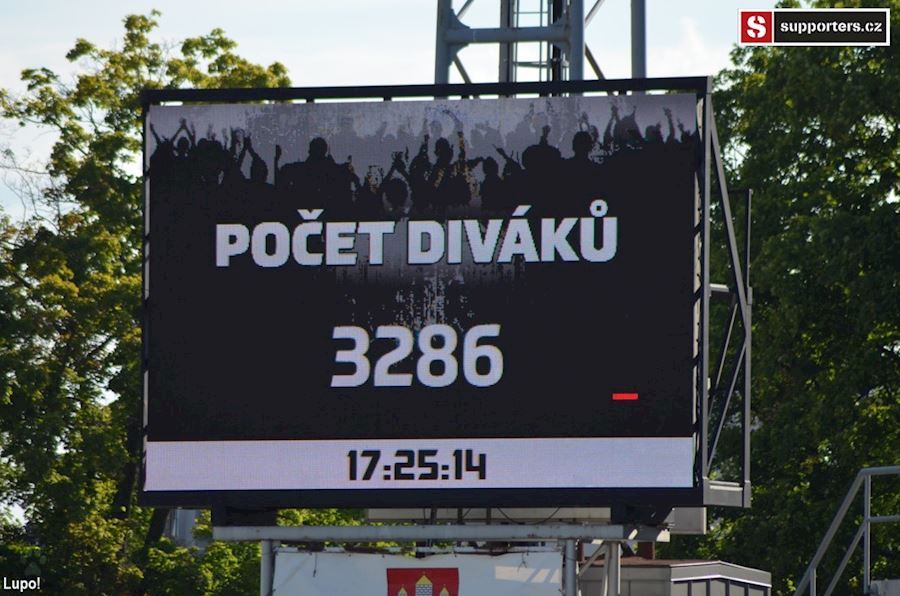 S supporters.cz
POČET DIVÁKŮ
3286
17:25:14
Lupo!